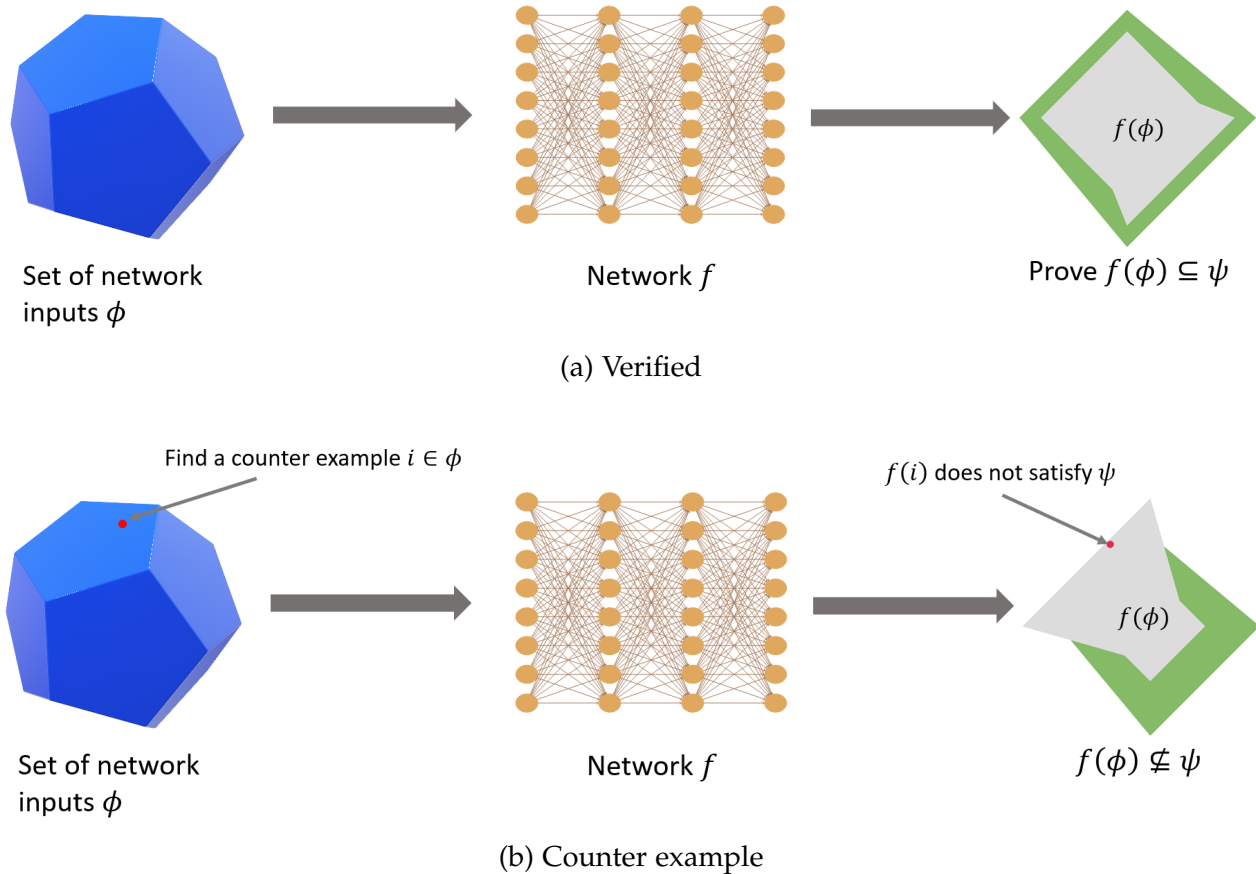 f(ϕ)
Set of network
inputs ϕ
Network f
Prove f(ϕ) ⊆ ψ
(a) Verified
Find a counter example i ∈ ϕ
f(i) does not satisfy ψ
f(ϕ)
Set of network
inputs ϕ
Network f
f(ϕ) ⊈ ψ
(b) Counter example